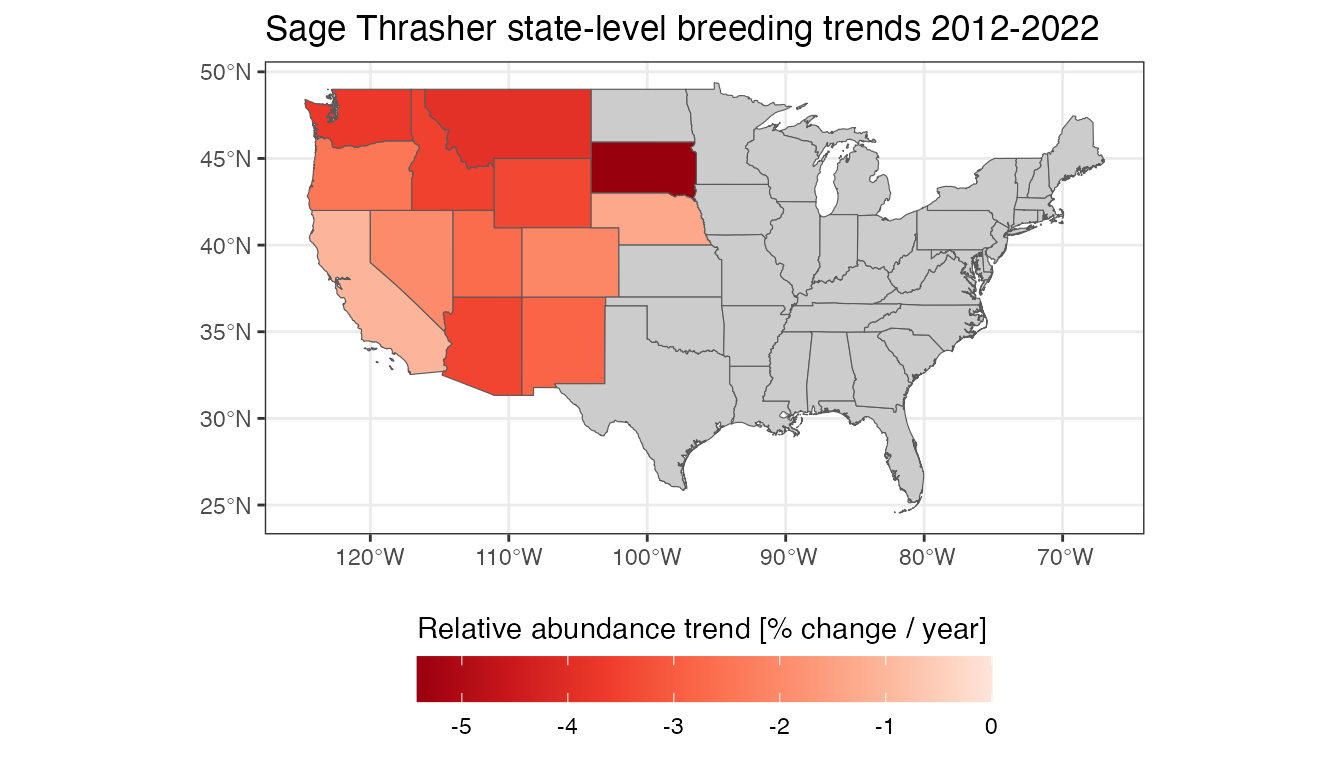 Sage Thrasher state-level breeding trends 2012-2022
50°N
45°N
40°N
35°N
30°N
25°N
120°W 110°W 100°W 90°W 80°W 70°W
Relative abundance trend [% change / year]
-5 -4 -3 -2 -1 0